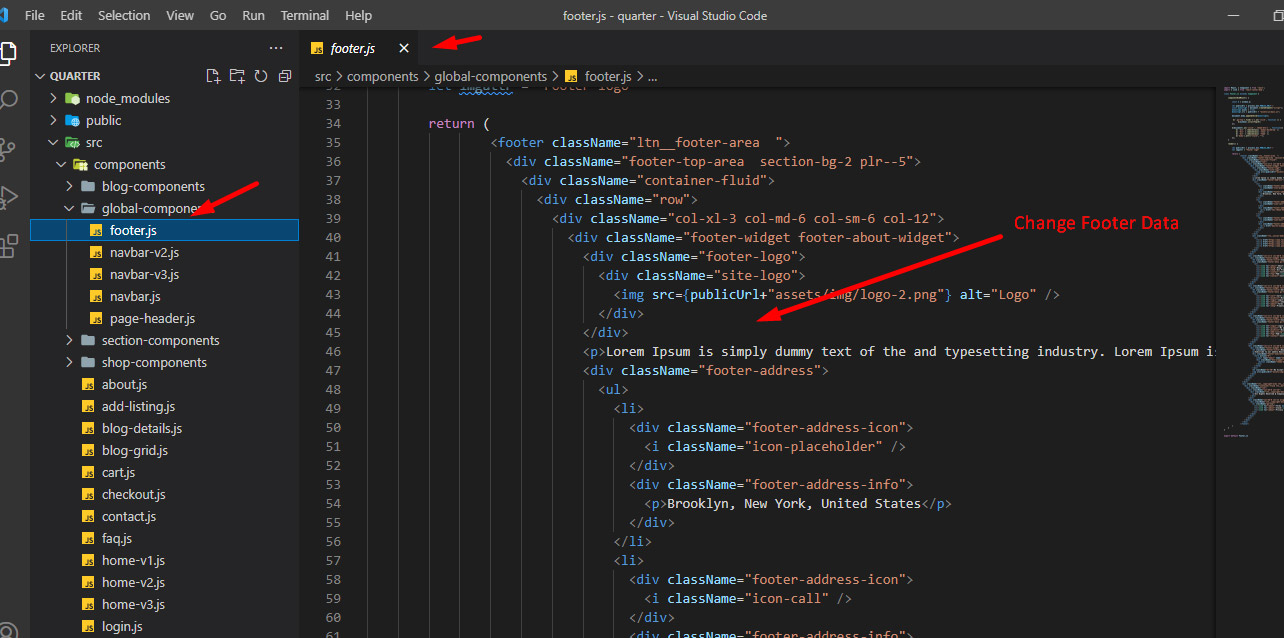 File Edit Selection View Go Run Terminal Help
footer.js - quarter - Visual Studio Code
EXPLORER
QUARTER
node_modules
public
src
components
blog-components
global-componen
footer.js
navbar-v2.js
navbar-v3.js
navbar.js
page-header.js
section-components
shop-components
about.js
add-listing.js
blog-details.js
blog-grid.js
cart.js
checkout.js
contact.js
faq.js
home-v1.js
home-v2.js
home-v3.js
login.js
footer.js
src > components > global-components > footer.js > ...
33
34 return (
35 <footer className="ltn__footer-area  ">
36 <div className="footer-top-area  section-bg-2 plr--5">
37 <div className="container-fluid">
38 <div className="row">
39 <div className="col-xl-3 col-md-6 col-sm-6 col-12">
40 <div className="footer-widget footer-about-widget">
41 <div className="footer-logo">
42 <div className="site-logo">
43 <img src={publicUrl+"assets/img/logo-2.png"} alt="Logo" />
44 </div>
45 </div>
46 <p>Lorem Ipsum is simply dummy text of the and typesetting industry. Lorem Ipsum i
47 <div className="footer-address">
48 <ul>
49 <li>
50 <div className="footer-address-icon">
51 <i className="icon-placeholder" />
52 </div>
53 <div className="footer-address-info">
54 <p>Brooklyn, New York, United States</p>
55 </div>
56 </li>
57 <li>
58 <div className="footer-address-icon">
59 <i className="icon-call" />
60 </div>
61 <div className="footer-address-info">
Change Footer Data